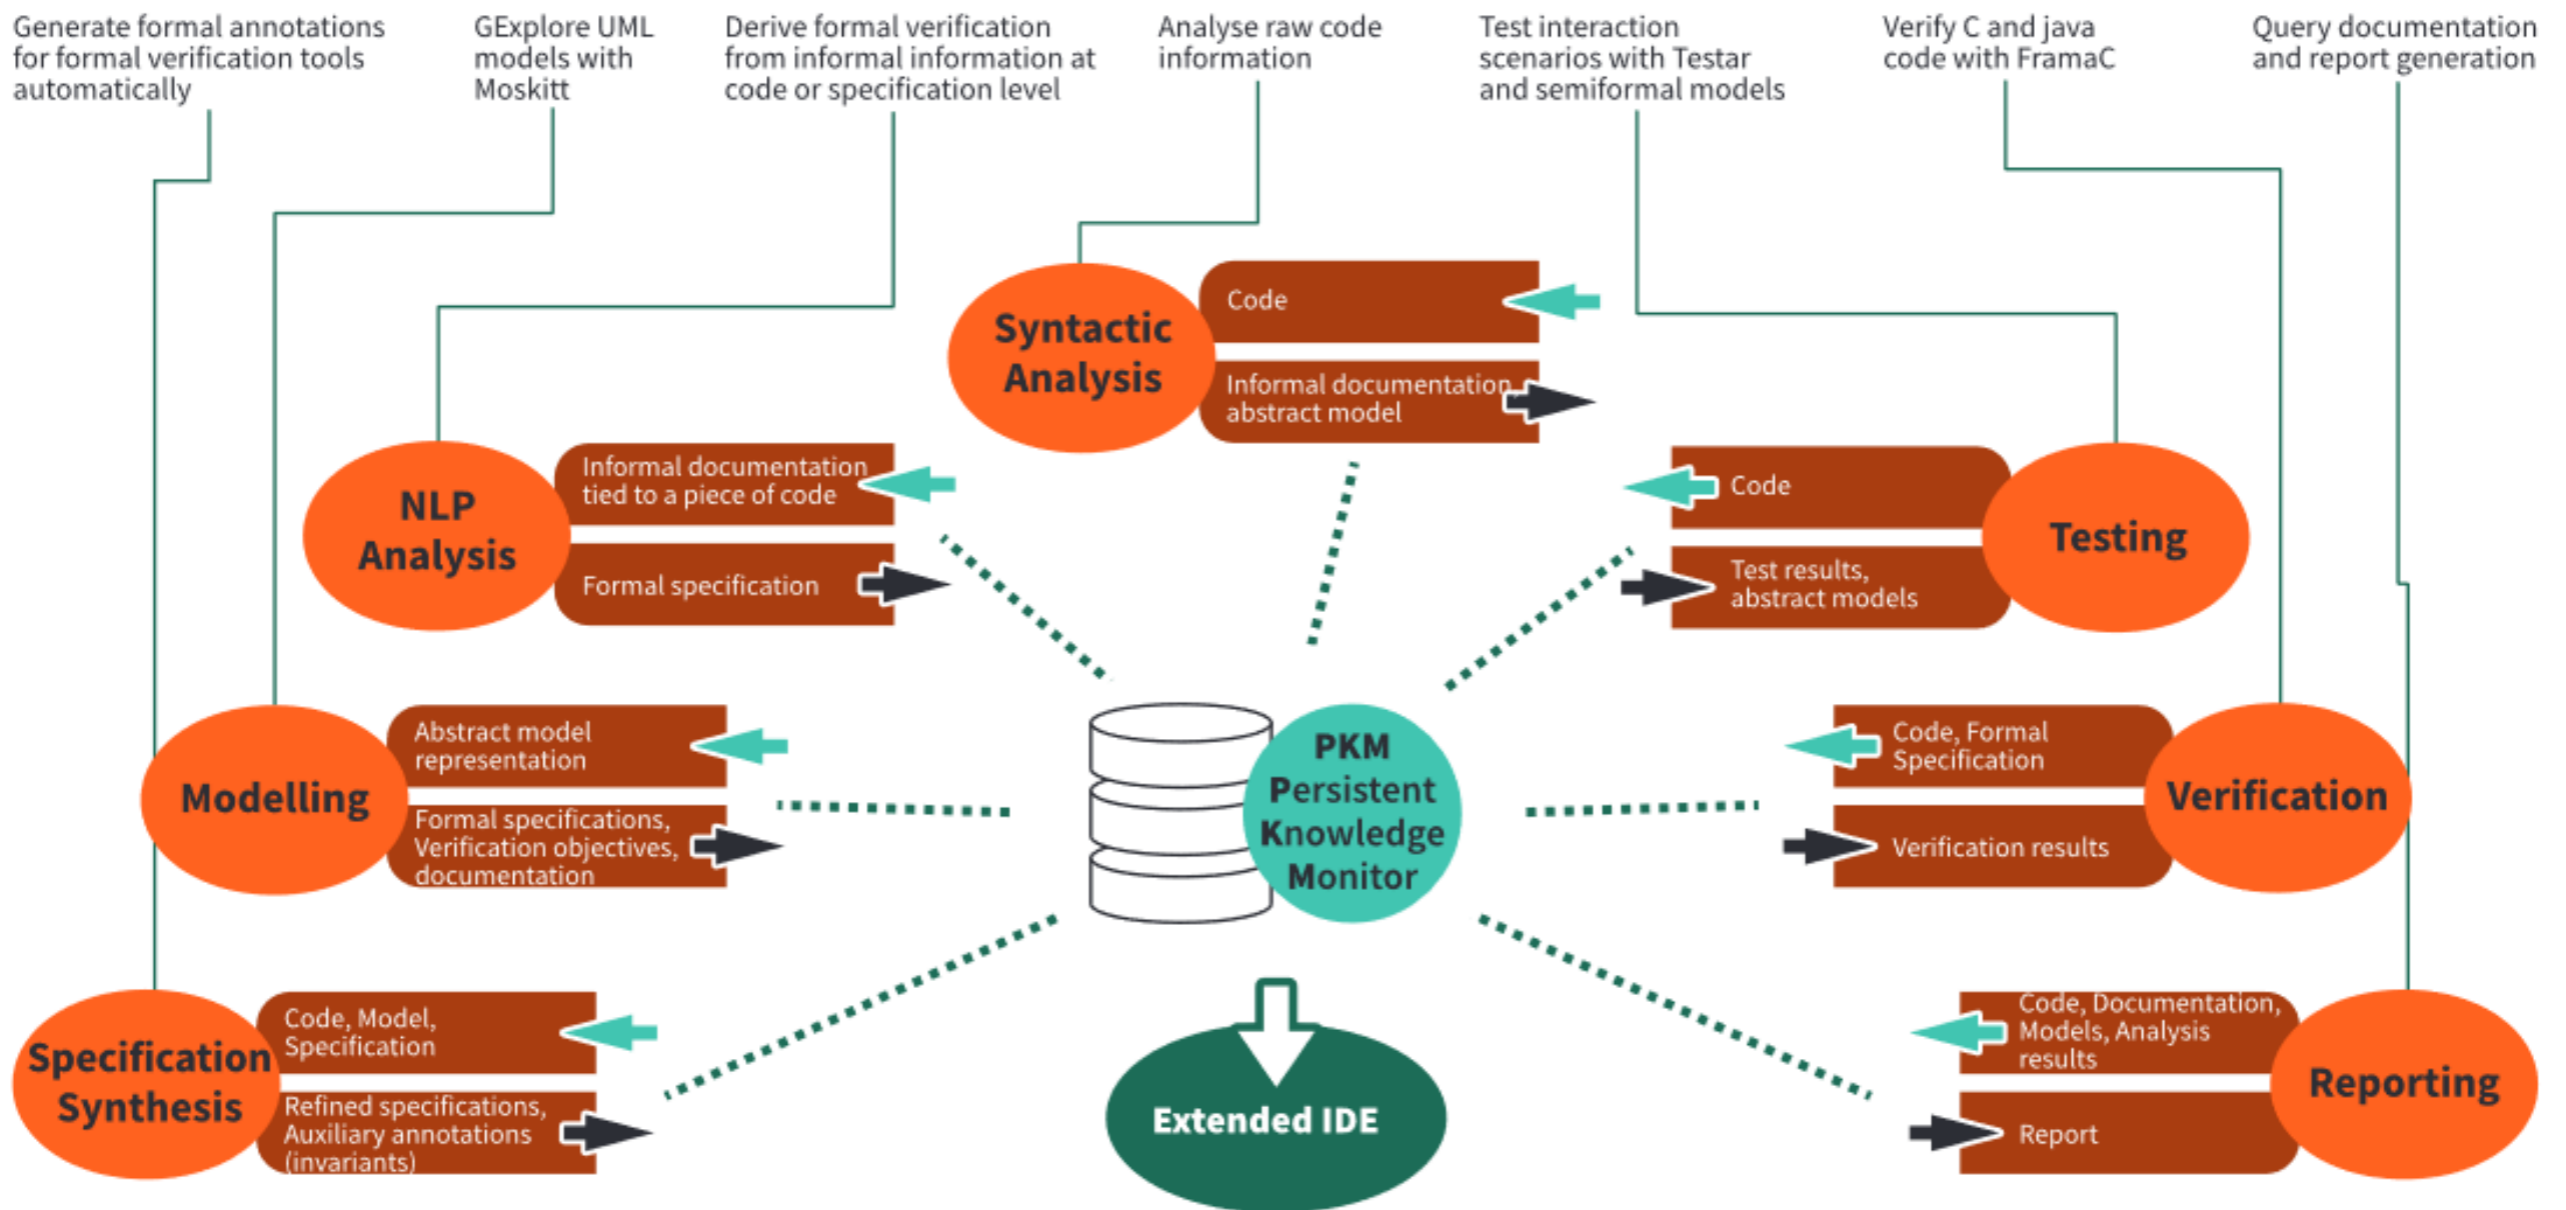 Generate formal annotations
for formal verification tools
automatically
GExplore UML
models with
Moskitt
Derive formal verification
from informal information at
code or specification level
Analyse raw code
information
Test interaction
scenarios with Testar
and semiformal models
Verify C and java
code with FramaC
Query documentation
and report generation
Syntactic
Analysis
Code
Informal documentation,
abstract model
NLP
Analysis
Informal documentation
tied to a piece of code
Formal specification
Code
Test results,
abstract models
Testing
Modelling
Abstract model
representation
Formal specifications,
Verification objectives,
documentation
PKM
Persistent
Knowledge
Monitor
Code, Formal
Specification
Verification results
Verification
Specification
Synthesis
Code, Model,
Specification
Refined specifications,
Auxiliary annotations
(invariants)
Extended IDE
Code, Documentation,
Models, Analysis
results
Report
Reporting